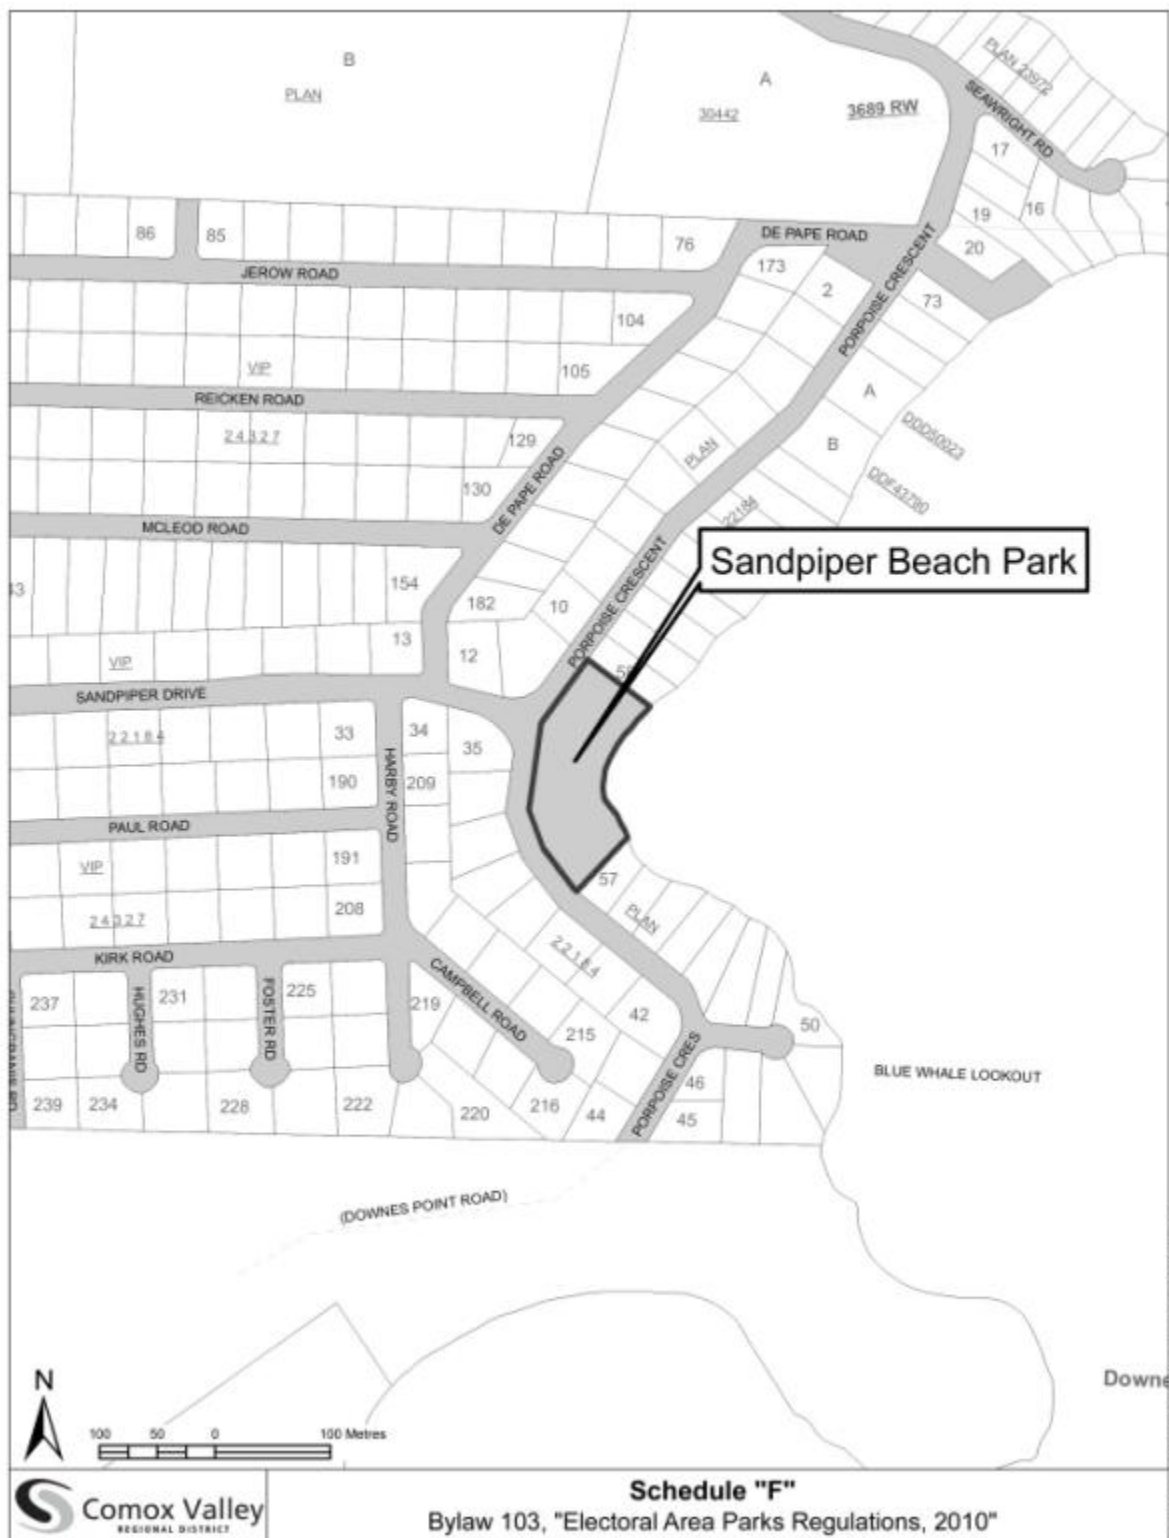 B
PLAN
A
30442
3689 RW
PLAN 23972
SEAWRIGHT RD
17
16
19
20
86
85
76
DE PAPE ROAD
JEROW ROAD
173
2
73
PORPOISE CRESCENT
104
VIP
105
A
REICKEN ROAD
24327
129
B
DDD50023
PLAN
130
DE PAPE ROAD
22184
MCLEOD ROAD
Sandpiper Beach Park
154
182
10
PORPOISE CRESCENT
13
12
VIP
SANDPIPER DRIVE
22184
33
34
35
190
209
HARBY ROAD
PAUL ROAD
VIP
191
57
24327
208
PLAN
22184
KIRK ROAD
CAMPBELL ROAD
237
HUGHES RD
231
FOSTER RD
225
219
215
42
50
PORPOISE CRES
BLUE WHALE LOOKOUT
46
239
234
228
222
220
216
44
45
(DOWNES POINT ROAD)
N
Downe
100 50 0 100 Metres
Comox Valley
REGIONAL DISTRICT
Schedule "F"
Bylaw 103, "Electoral Area Parks Regulations, 2010"